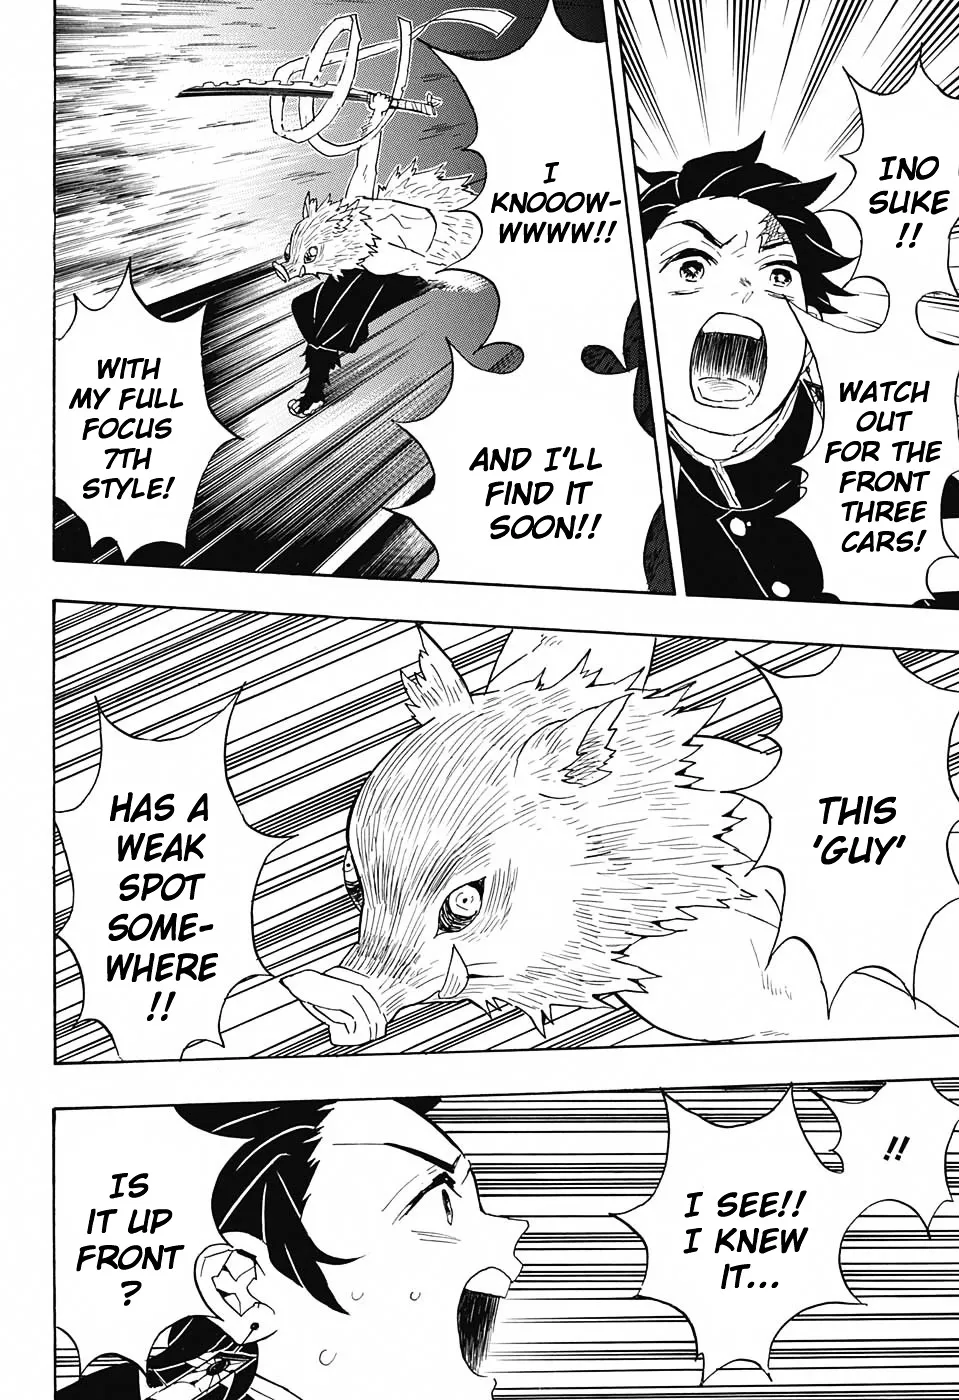 INO
SUKE
!!
WATCH
OUT
FOR THE
FRONT
THREE
CARS!
I
KNOOOW-
WWWW!!
AND I'LL
FIND IT
SOON!!
WITH
MY FULL
FOCUS
7TH
STYLE!
THIS
'GUY'
HAS A
WEAK
SPOT
SOME-
WHERE
!!
!!
I SEE!!
I KNEW
IT...
IS
IT UP
FRONT
?